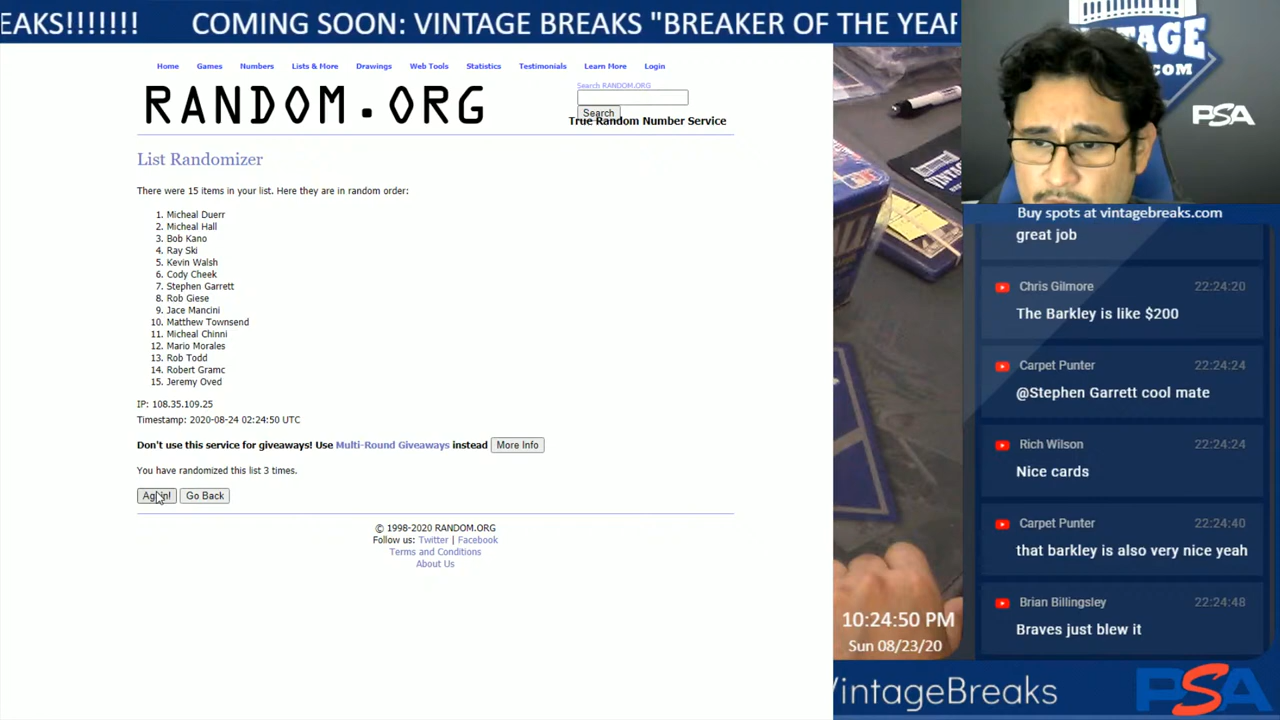 EAKS!!!!!!! COMING SOON: VINTAGE BREAKS "BREAKER OF THE YEAR
Home Games Numbers Lists & More Drawings Web Tools Statistics Testimonials Learn More Login
RANDOM.ORG
Search RANDOM.ORG
Search
True Random Number Service
List Randomizer
There were 15 items in your list. Here they are in random order:
1. Micheal Duerr
2. Micheal Hall
3. Bob Kano
4. Ray Ski
5. Kevin Walsh
6. Cody Cheek
7. Stephen Garrett
8. Rob Giese
9. Jace Mancini
10. Matthew Townsend
11. Micheal Chinni
12. Mario Morales
13. Rob Todd
14. Robert Gramc
15. Jeremy Oved
IP: 108.35.109.25
Timestamp: 2020-08-24 02:24:50 UTC
Don't use this service for giveaways! Use Multi-Round Giveaways instead More Info
You have randomized this list 3 times.
Again! Go Back
© 1998-2020 RANDOM.ORG
Follow us: Twitter | Facebook
Terms and Conditions
About Us
TAGE
.COM
PSA
Buy spots at vintagebreaks.com
great job
Chris Gilmore 22:24:20
The Barkley is like $200
Carpet Punter 22:24:24
@Stephen Garrett cool mate
Rich Wilson 22:24:24
Nice cards
Carpet Punter 22:24:40
that barkley is also very nice yeah
Brian Billingsley 22:24:48
Braves just blew it
10:24:50 PM
Sun 08/23/20
VintageBreaks
PSA